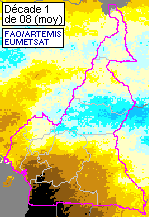 Décade 1
de 08 (moy)
FAO/ARTEMIS
EUMETSAT